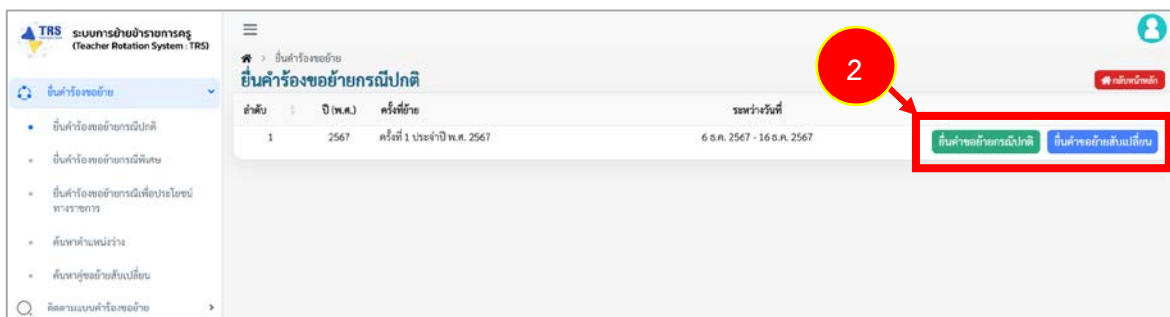 TRS ระบบการย้ายข้าราชการครู
(Teacher Rotation System : TRS)
ยื่นคำร้องขอย้าย
ยื่นคำร้องขอย้ายกรณีปกติ
ยื่นคำร้องขอย้ายกรณีพิเศษ
ยื่นคำร้องขอย้ายกรณีเพื่อประโยชน์
ทางราชการ
ค้นหาตำแหน่งว่าง
ค้นหาคู่ขอย้ายสับเปลี่ยน
ติดตามแบบคำร้องขอย้าย
ยื่นคำร้องขอย้าย
ยื่นคำร้องขอย้ายกรณีปกติ
2
กลับหน้าหลัก
ลำดับ ปี (พ.ศ.) ครั้งที่ย้าย ระหว่างวันที่
1 2567 ครั้งที่ 1 ประจำปี พ.ศ. 2567 6 ธ.ค. 2567 - 16 ธ.ค. 2567 ยื่นคำขอย้ายกรณีปกติ ยื่นคำขอย้ายสับเปลี่ยน